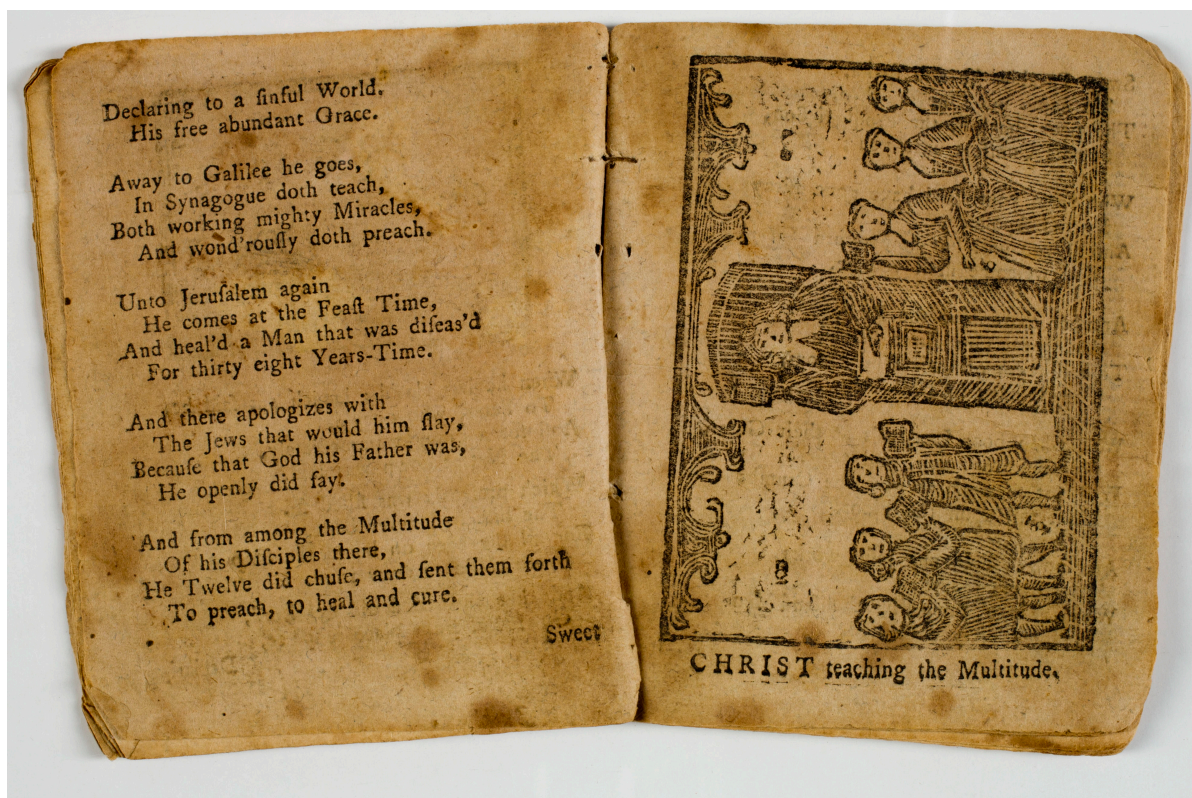 Declaring to a ſinful World.
His free abundant Grace.
Away to Galilee he goes,
In Synagogue doth teach,
Both working mighty Miracles,
And wond'rouſly doth preach.
Unto Jeruſalem again
He comes at the Feaſt Time,
And heal'd a Man that was diſeas'd
For thirty eight Years-Time.
And there apologizes with
The Jews that would him ſlay,
Becauſe that God his Father was,
He openly did ſay.
And from among the Multitude
Of his Diſciples there,
He Twelve did chuſe, and ſent them forth
To preach, to heal and cure.
Sweet
CHRIST teaching the Multitude.